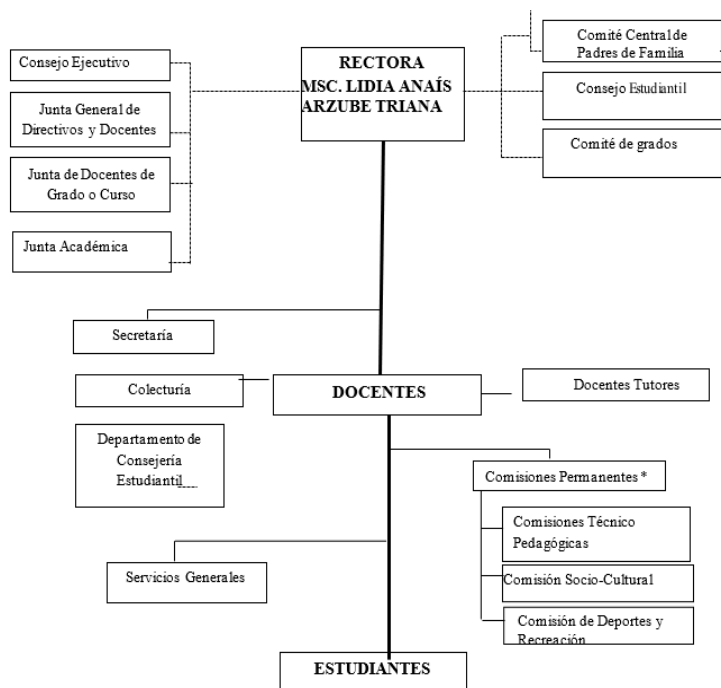 Consejo Ejecutivo
Junta General de
Directivos y Docentes
Junta de Docentes de
Grado o Curso
Junta Académica
RECTORA
MSC. LIDIA ANAÍS
ARZUBE TRIANA
Comité Central de
Padres de Familia
Consejo Estudiantil
Comité de grados
Secretaría
Colecturía
DOCENTES
Docentes Tutores
Departamento de
Consejería
Estudiantil
Comisiones Permanentes *
Comisiones Técnico
Pedagógicas
Servicios Generales
Comisión Socio-Cultural
Comisión de Deportes y
Recreación
ESTUDIANTES